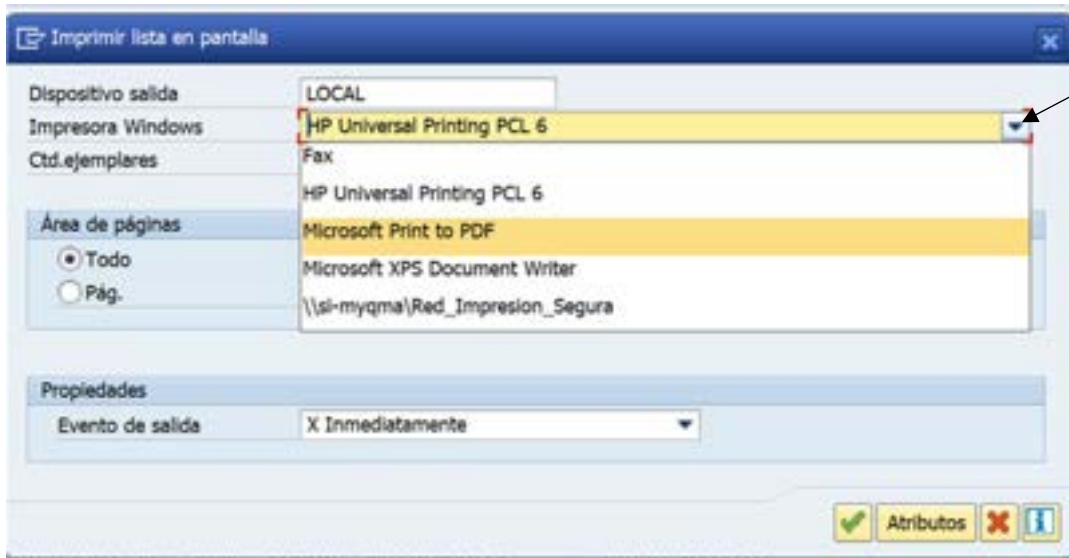 Imprimir lista en pantalla
Dispositivo salida LOCAL
Impresora Windows HP Universal Printing PCL 6
Ctd.ejemplares Fax
HP Universal Printing PCL 6
Área de páginas Microsoft Print to PDF
Todo Microsoft XPS Document Writer
Pág. \\si-myqma\Red_Impresion_Segura
Propiedades
Evento de salida X Inmediatamente
Atributos